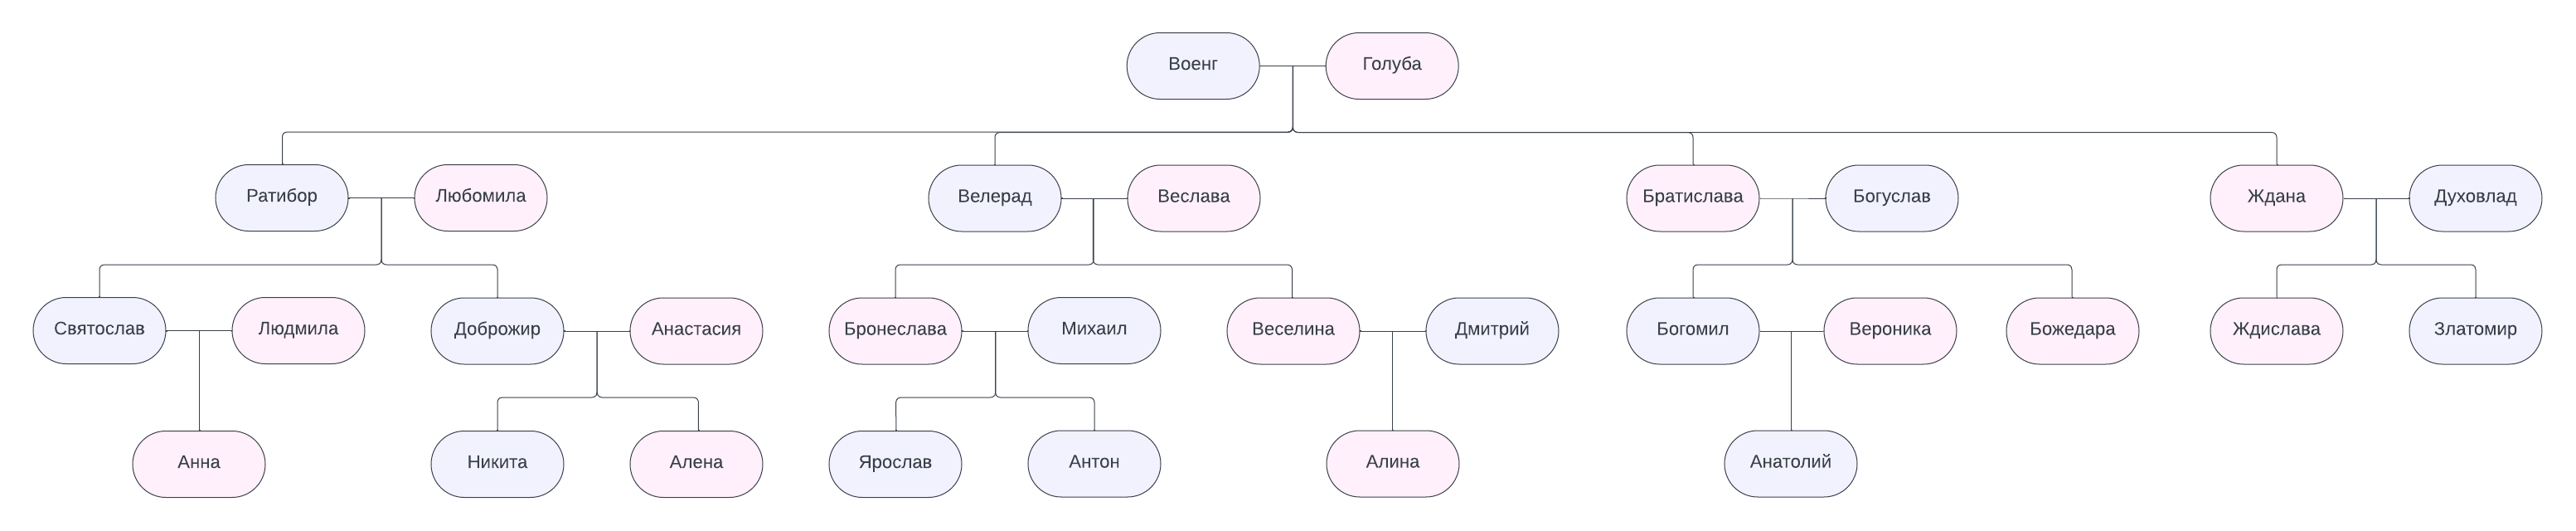 Военг
Голуба
Ратибор
Любомила
Велерад
Веслава
Братислава
Богуслав
Ждана
Духовлад
Святослав
Людмила
Доброжир
Анастасия
Бронеслава
Михаил
Веселина
Дмитрий
Богомил
Вероника
Божедара
Ждислава
Златомир
Анна
Никита
Алена
Ярослав
Антон
Алина
Анатолий